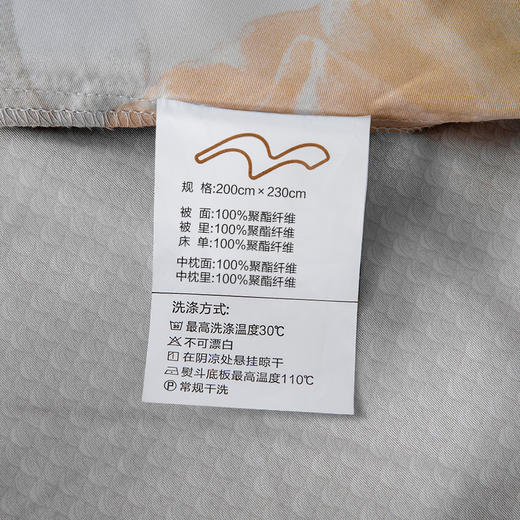 规 格:200cm×230cm
被 面:100%聚酯纤维
被 里:100%聚酯纤维
床 单:100%聚酯纤维
中枕面:100%聚酯纤维
中枕里:100%聚酯纤维
洗涤方式:
最高洗涤温度30℃
不可漂白
在阴凉处悬挂晾干
熨斗底板最高温度110℃
Ⓟ 常规干洗